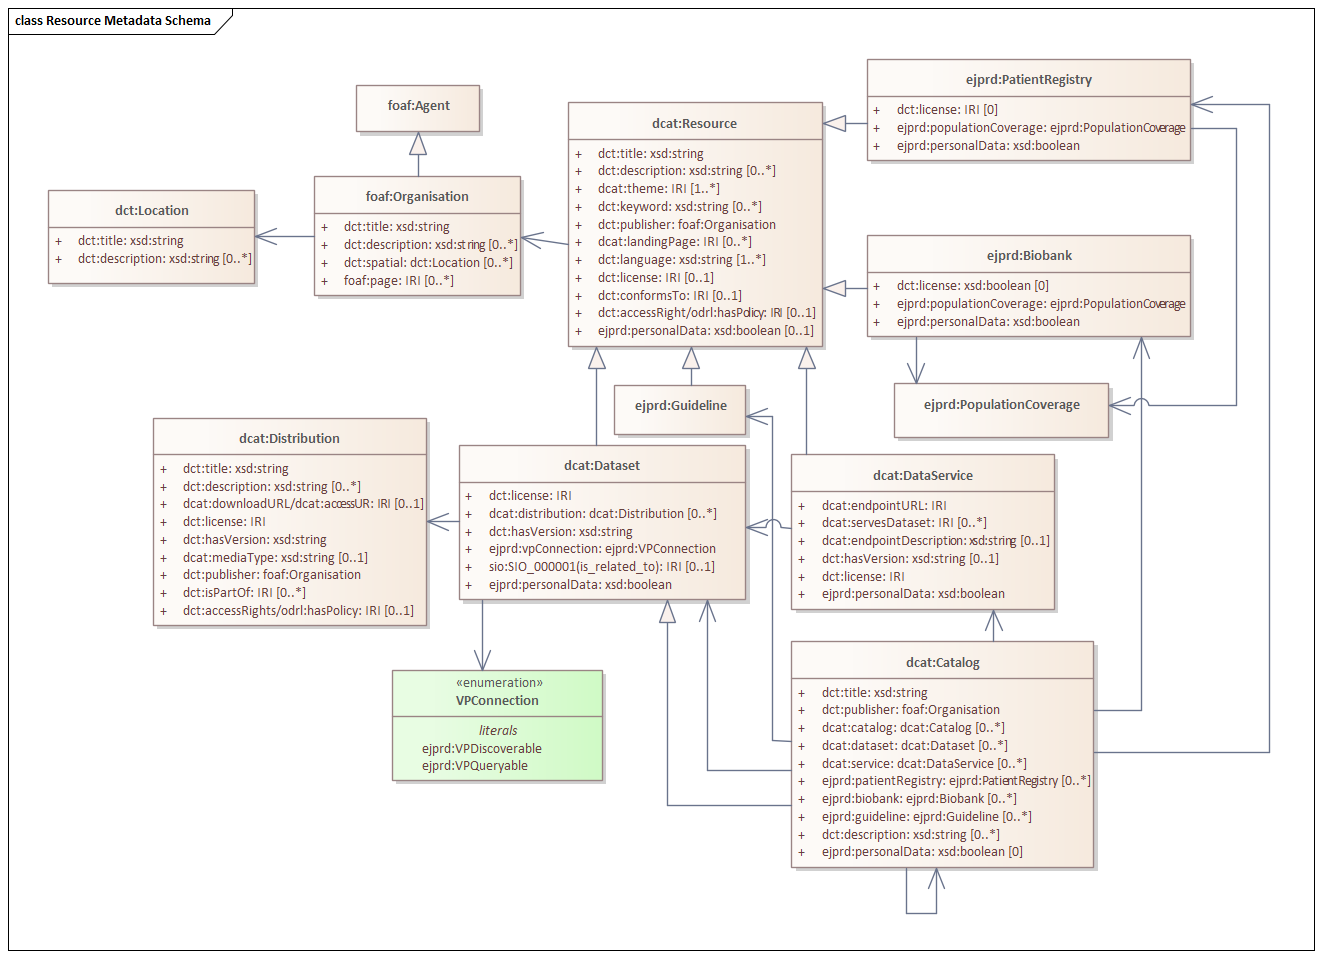 class Resource Metadata Schema
foaf:Agent
foaf:Organisation
+ dct:title: xsd:string
+ dct:description: xsd:string [0..*]
+ dct:spatial: dct:Location [0..*]
+ foaf:page: IRI [0..*]
dct:Location
+ dct:title: xsd:string
+ dct:description: xsd:string [0..*]
dcat:Resource
+ dct:title: xsd:string
+ dct:description: xsd:string [0..*]
+ dcat:theme: IRI [1..*]
+ dct:keyword: xsd:string [0..*]
+ dct:publisher: foaf:Organisation
+ dcat:landingPage: IRI [0..*]
+ dct:language: xsd:string [1..*]
+ dct:license: IRI [0..1]
+ dct:conformsTo: IRI [0..1]
+ dct:accessRight/odrl:hasPolicy: IRI [0..1]
+ ejprd:personalData: xsd:boolean [0..1]
ejprd:PatientRegistry
+ dct:license: IRI [0]
+ ejprd:populationCoverage: ejprd:PopulationCoverage
+ ejprd:personalData: xsd:boolean
ejprd:Biobank
+ dct:license: xsd:boolean [0]
+ ejprd:populationCoverage: ejprd:PopulationCoverage
+ ejprd:personalData: xsd:boolean
ejprd:PopulationCoverage
ejprd:Guideline
dcat:Distribution
+ dct:title: xsd:string
+ dct:description: xsd:string [0..*]
+ dcat:downloadURL/dcat:accessUR: IRI [0..1]
+ dct:license: IRI
+ dct:hasVersion: xsd:string
+ dcat:mediaType: xsd:string [0..1]
+ dct:publisher: foaf:Organisation
+ dct:isPartOf: IRI [0..*]
+ dct:accessRights/odrl:hasPolicy: IRI [0..1]
dcat:Dataset
+ dct:license: IRI
+ dcat:distribution: dcat:Distribution [0..*]
+ dct:hasVersion: xsd:string
+ ejprd:vpConnection: ejprd:VPConnection
+ sio:SIO_000001(is_related_to): IRI [0..1]
+ ejprd:personalData: xsd:boolean
dcat:DataService
+ dcat:endpointURL: IRI
+ dcat:servesDataset: IRI [0..*]
+ dcat:endpointDescription: xsd:string [0..1]
+ dct:hasVersion: xsd:string [0..1]
+ dct:license: IRI
+ ejprd:personalData: xsd:boolean
«enumeration»
VPConnection
literals
ejprd:VPDiscoverable
ejprd:VPQueryable
dcat:Catalog
+ dct:title: xsd:string
+ dct:publisher: foaf:Organisation
+ dct:catalog: dcat:Catalog [0..*]
+ dcat:dataset: dcat:Dataset [0..*]
+ dcat:service: dcat:DataService [0..*]
+ ejprd:patientRegistry: ejprd:PatientRegistry [0..*]
+ ejprd:biobank: ejprd:Biobank [0..*]
+ ejprd:guideline: ejprd:Guideline [0..*]
+ dct:description: xsd:string [0..*]
+ ejprd:personalData: xsd:boolean [0]